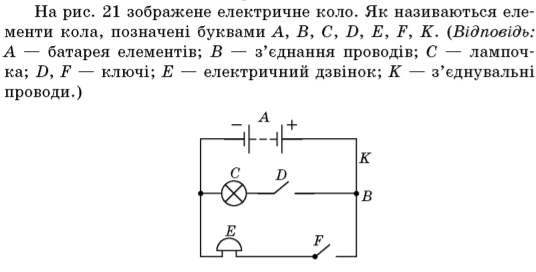 На рис. 21 зображене електричне коло. Як називаються еле-
менти кола, позначені буквами A, B, C, D, E, F, K. (Відповідь:
A — батарея елементів; B — з’єднання проводів; C — лампоч-
ка; D, F — ключі; E — електричний дзвінок; K — з’єднувальні
проводи.)
− A +
K
C D
B
E F